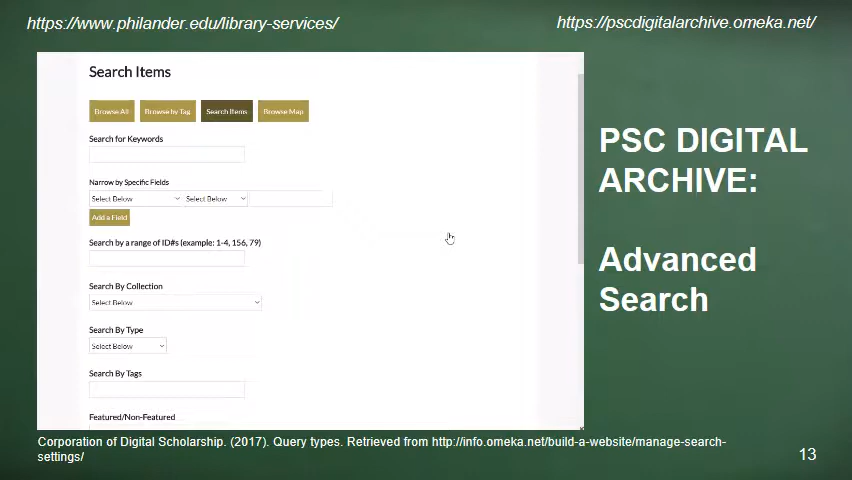 https://www.philander.edu/library-services/
https://pscdigitalarchive.omeka.net/
Search Items
Browse All
Browse by Tag
Search Items
Browse Map
Search for Keywords
Narrow by Specific Fields
Select Below
Select Below
Add a Field
Search by a range of ID#s (example: 1-4, 156, 79)
Search By Collection
Select Below
Search By Type
Select Below
Search By Tags
Featured/Non-Featured
PSC DIGITAL
ARCHIVE:
Advanced
Search
Corporation of Digital Scholarship. (2017). Query types. Retrieved from http://info.omeka.net/build-a-website/manage-search-
settings/
13